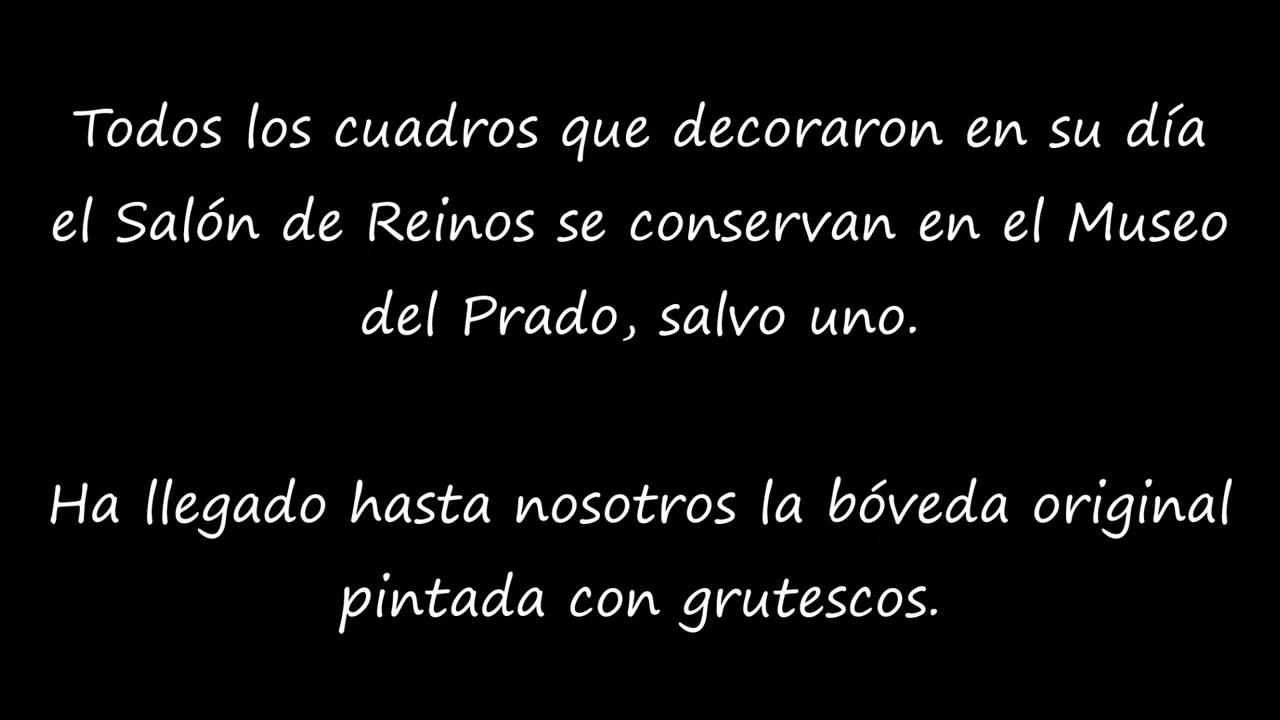 Todos los cuadros que decoraron en su día
el Salón de Reinos se conservan en el Museo
del Prado, salvo uno.
Ha llegado hasta nosotros la bóveda original
pintada con grutescos.